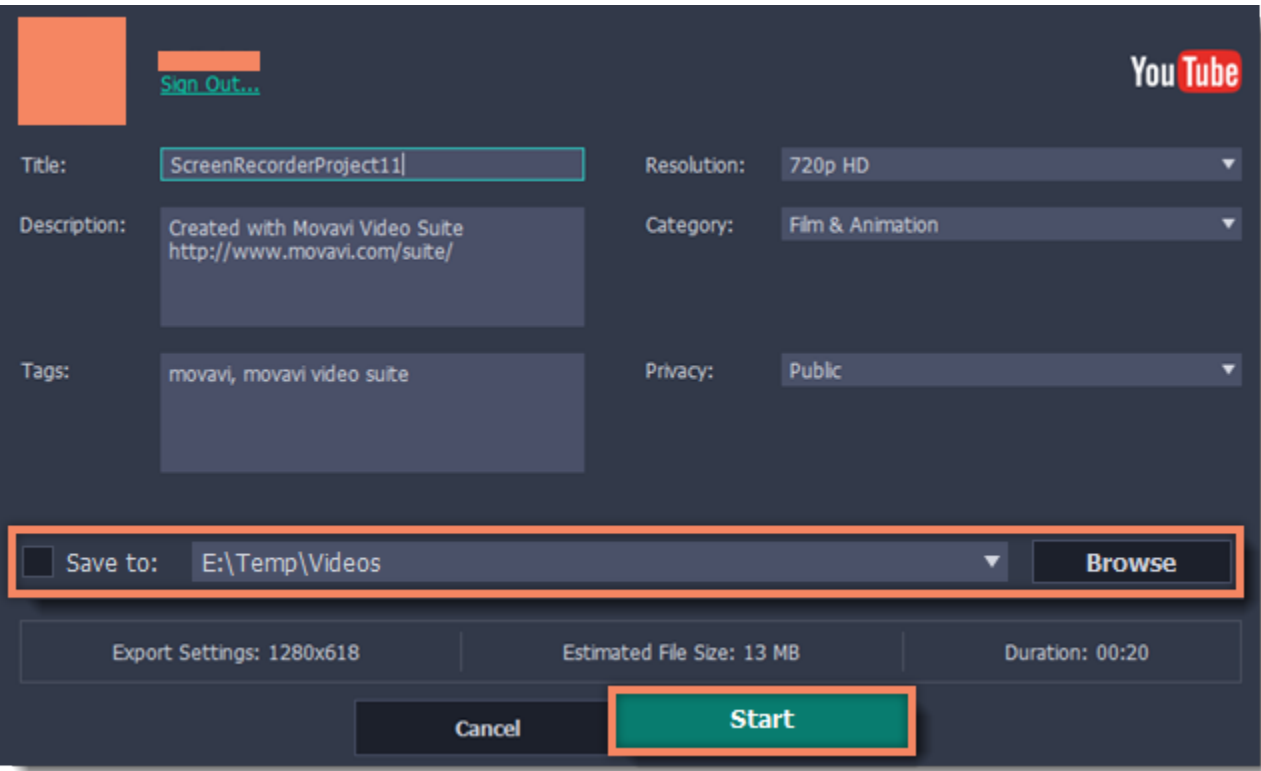 Sign Out...
YouTube
Title:
ScreenRecorderProject11
Resolution:
720p HD
Description:
Created with Movavi Video Suite
http://www.movavi.com/suite/
Category:
Film & Animation
Tags:
movavi, movavi video suite
Privacy:
Public
Save to:
E:\Temp\Videos
Browse
Export Settings: 1280x618
Estimated File Size: 13 MB
Duration: 00:20
Cancel
Start